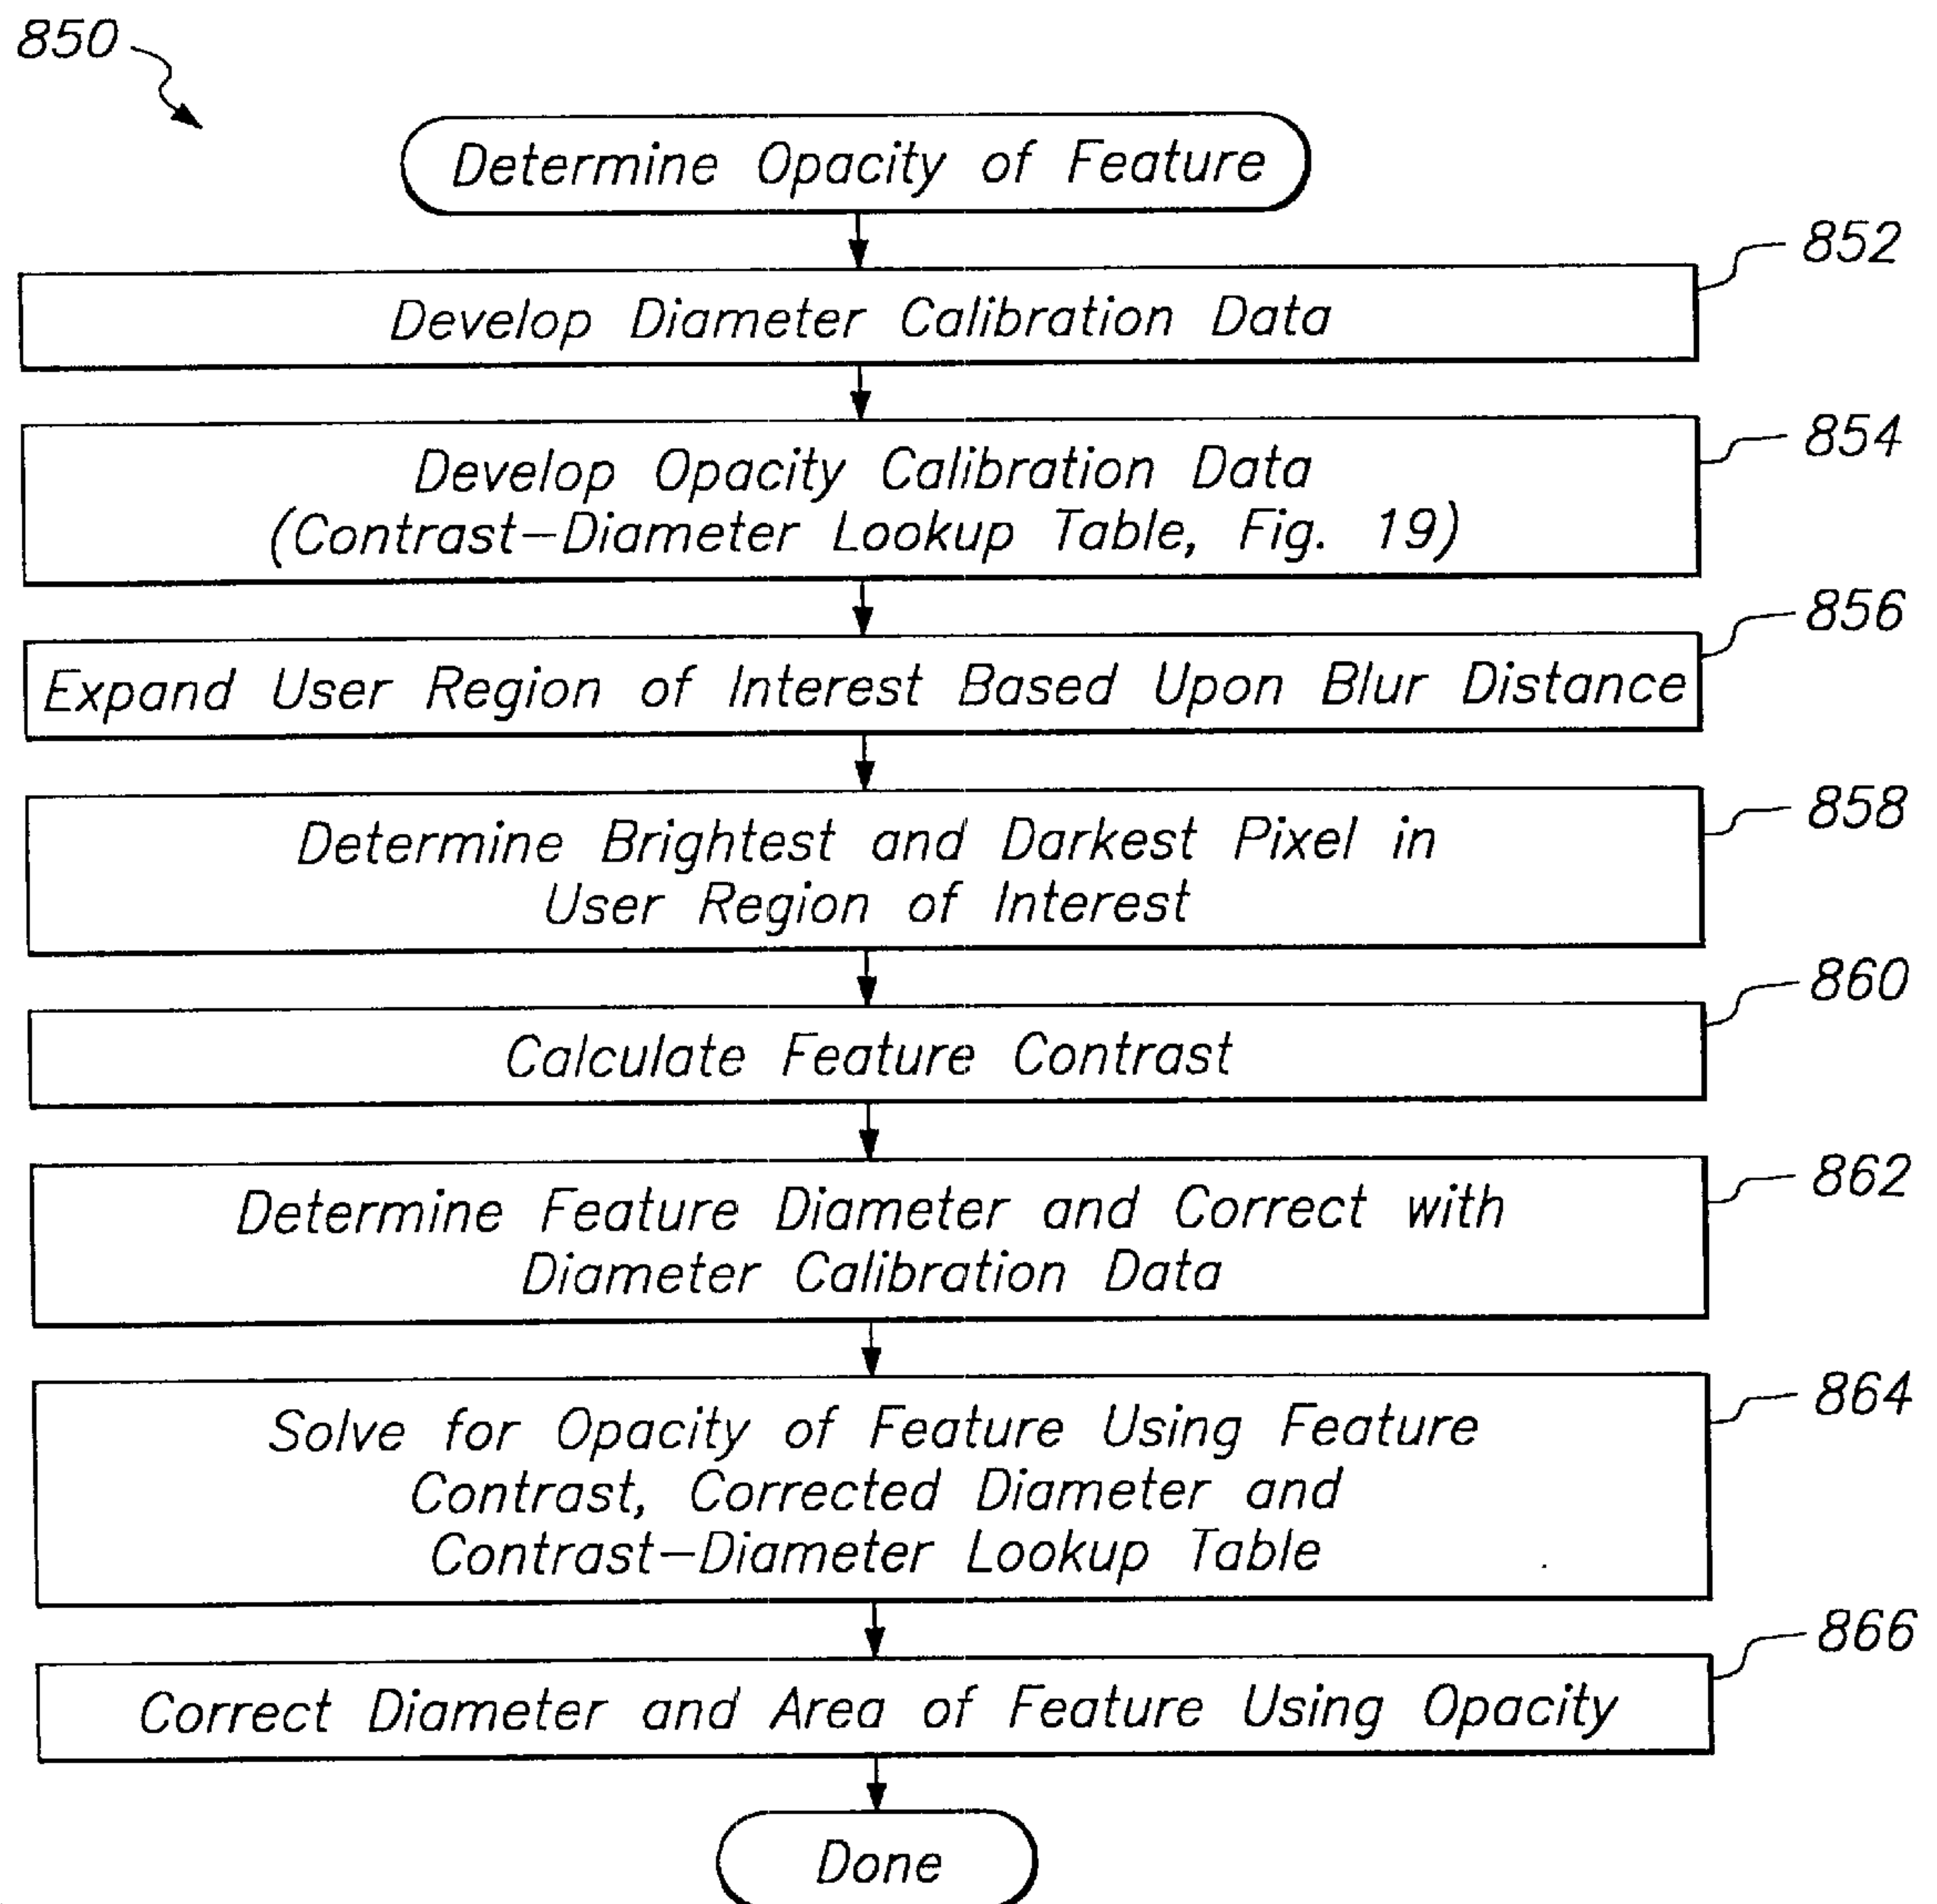 850
Determine Opacity of Feature
852
Develop Diameter Calibration Data
854
Develop Opacity Calibration Data
(Contrast-Diameter Lookup Table, Fig. 19)
856
Expand User Region of Interest Based Upon Blur Distance
858
Determine Brightest and Darkest Pixel in
User Region of Interest
860
Calculate Feature Contrast
862
Determine Feature Diameter and Correct with
Diameter Calibration Data
864
Solve for Opacity of Feature Using Feature
Contrast, Corrected Diameter and
Contrast-Diameter Lookup Table
866
Correct Diameter and Area of Feature Using Opacity
Done